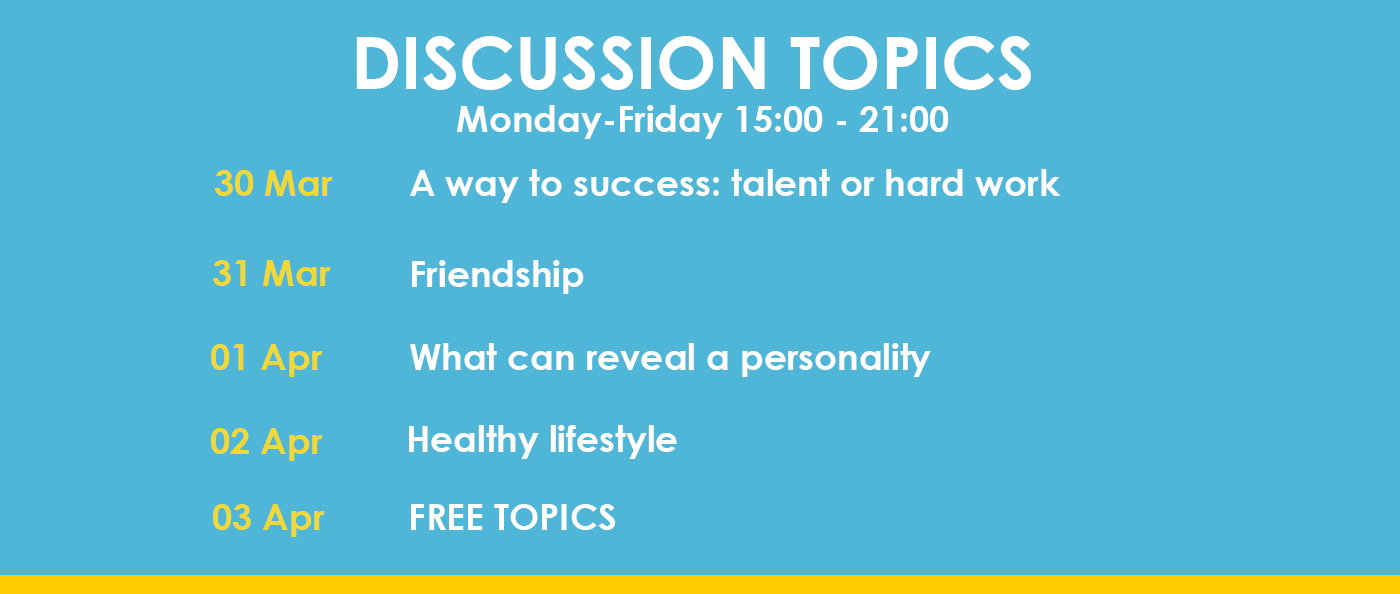 DISCUSSION TOPICS
Monday-Friday 15:00 - 21:00
30 Mar A way to success: talent or hard work
31 Mar Friendship
01 Apr What can reveal a personality
02 Apr Healthy lifestyle
03 Apr FREE TOPICS